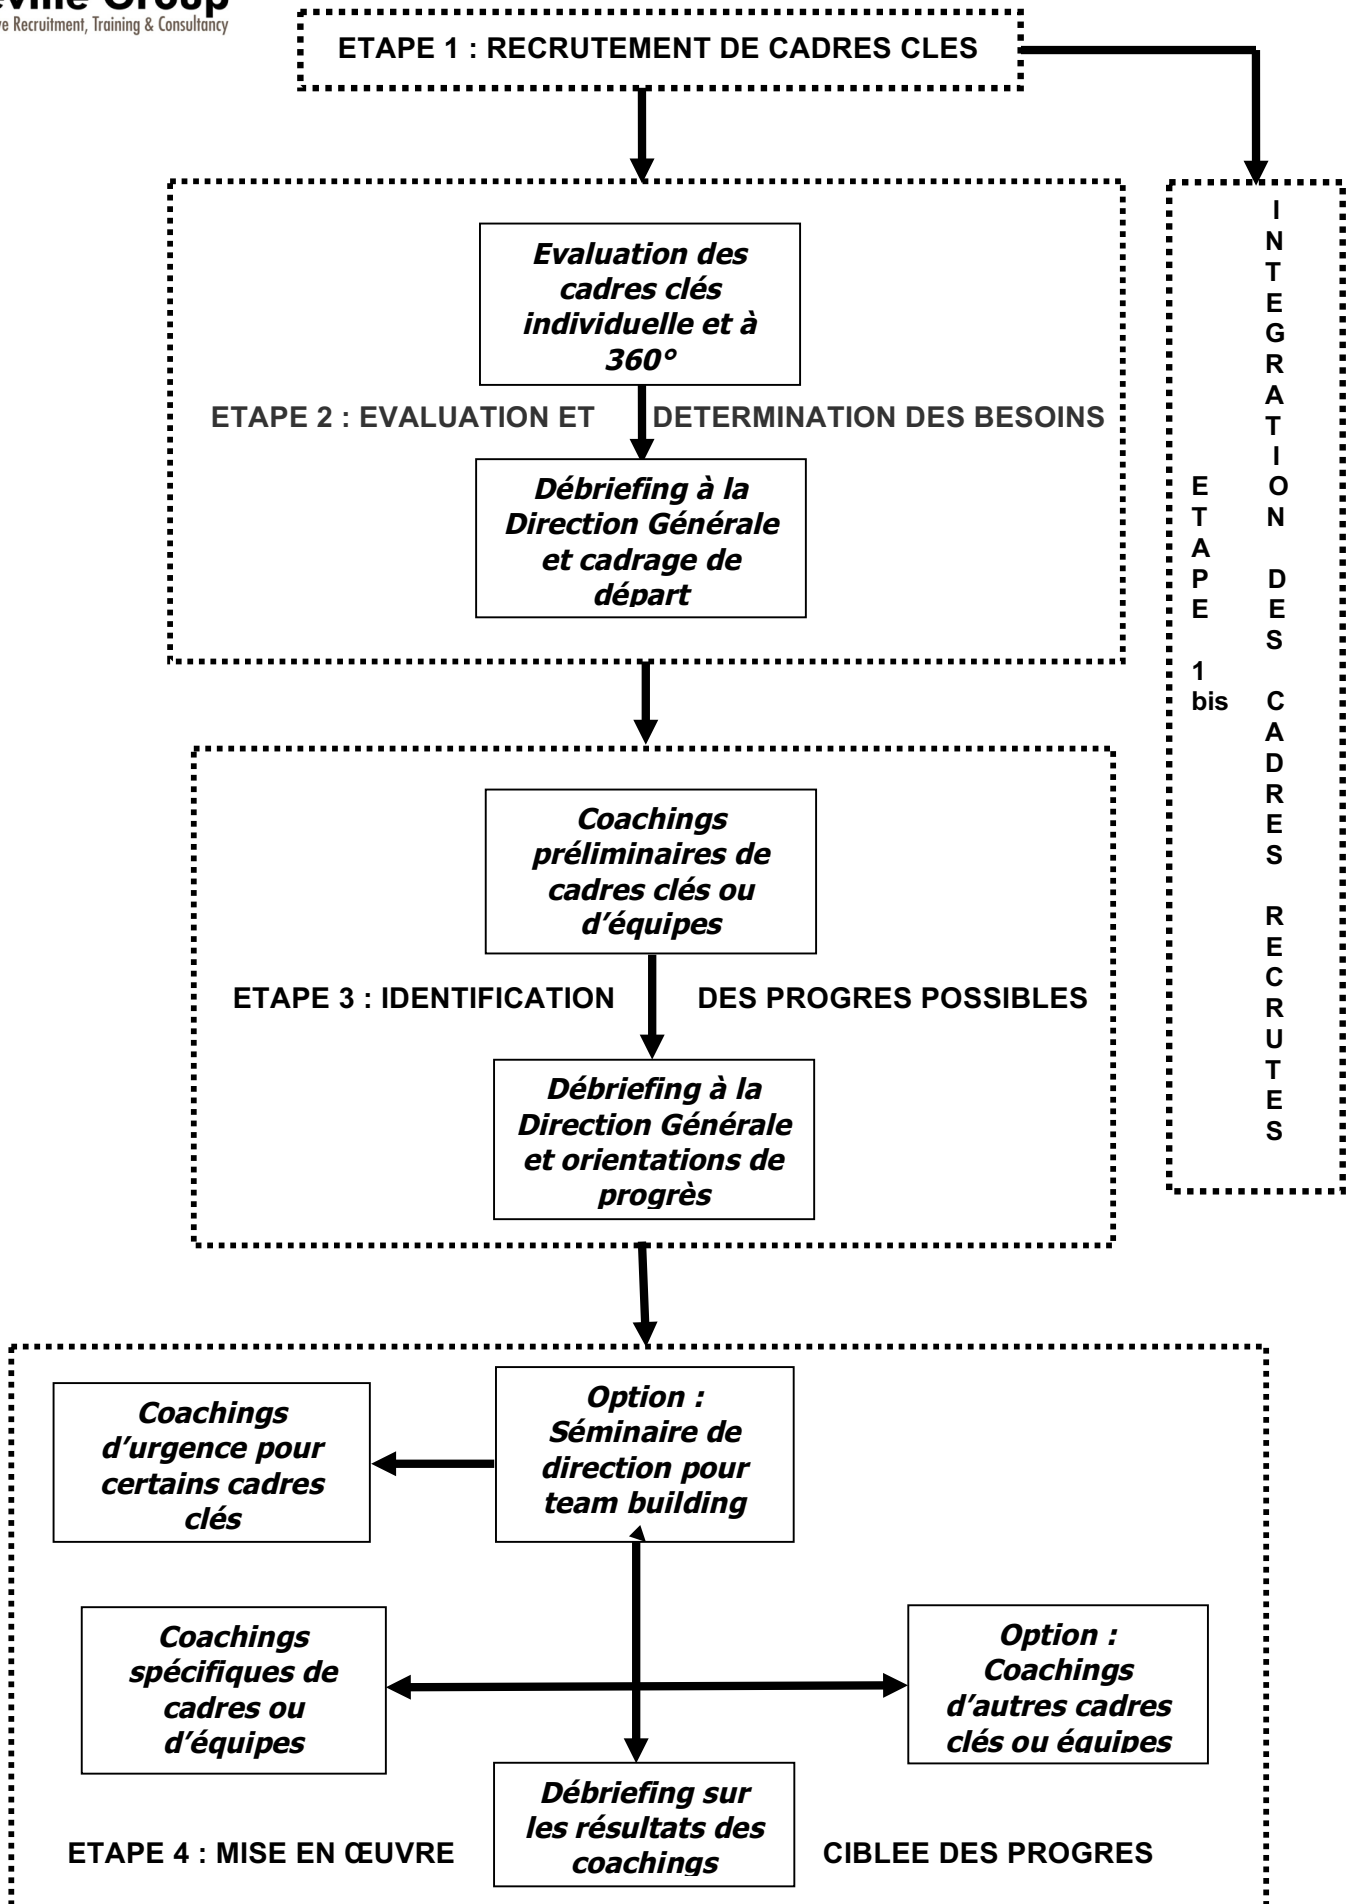 Group
Recruitment, Training & Consultancy
ETAPE 1 : RECRUTEMENT DE CADRES CLES
Evaluation des
cadres clés
individuelle et à
360°
ETAPE 2 : EVALUATION ET DETERMINATION DES BESOINS
Débriefing à la
Direction Générale
et cadrage de
départ
ETAPE 1 bis
INTEGRATION DES CADRES RECRUTES
Coachings
préliminaires de
cadres clés ou
d’équipes
ETAPE 3 : IDENTIFICATION DES PROGRES POSSIBLES
Débriefing à la
Direction Générale
et orientations de
progrès
Option :
Séminaire de
direction pour
team building
Coachings
d’urgence pour
certains cadres
clés
Coachings
spécifiques de
cadres ou
d’équipes
Option :
Coachings
d’autres cadres
clés ou équipes
Débriefing sur
les résultats des
coachings
ETAPE 4 : MISE EN ŒUVRE CIBLEE DES PROGRES